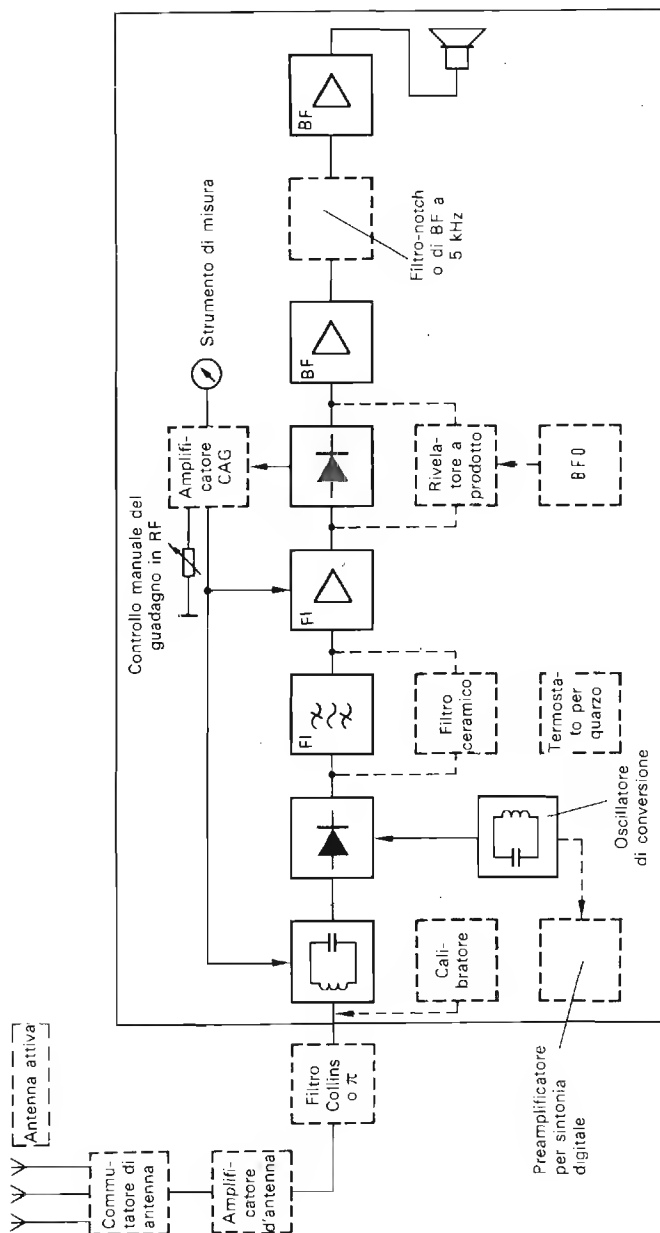 Antenna attiva
Commu-
tatore di
antenna
Amplifi-
catore
d'antenna
Filtro
Collins
o π
Controllo manuale del
guadagno in RF
Amplifi-
catore
CAG
Strumento di misura
FI
FI
BF
BF
Filtro-notch
o di BF a
5 kHz
Cali-
bratore
Filtro
ceramico
Rivela-
tore a
prodotto
Preamplificatore
per sintonia
digitale
Oscillatore
di conversione
Termosta-
to per
quarzo
BFO